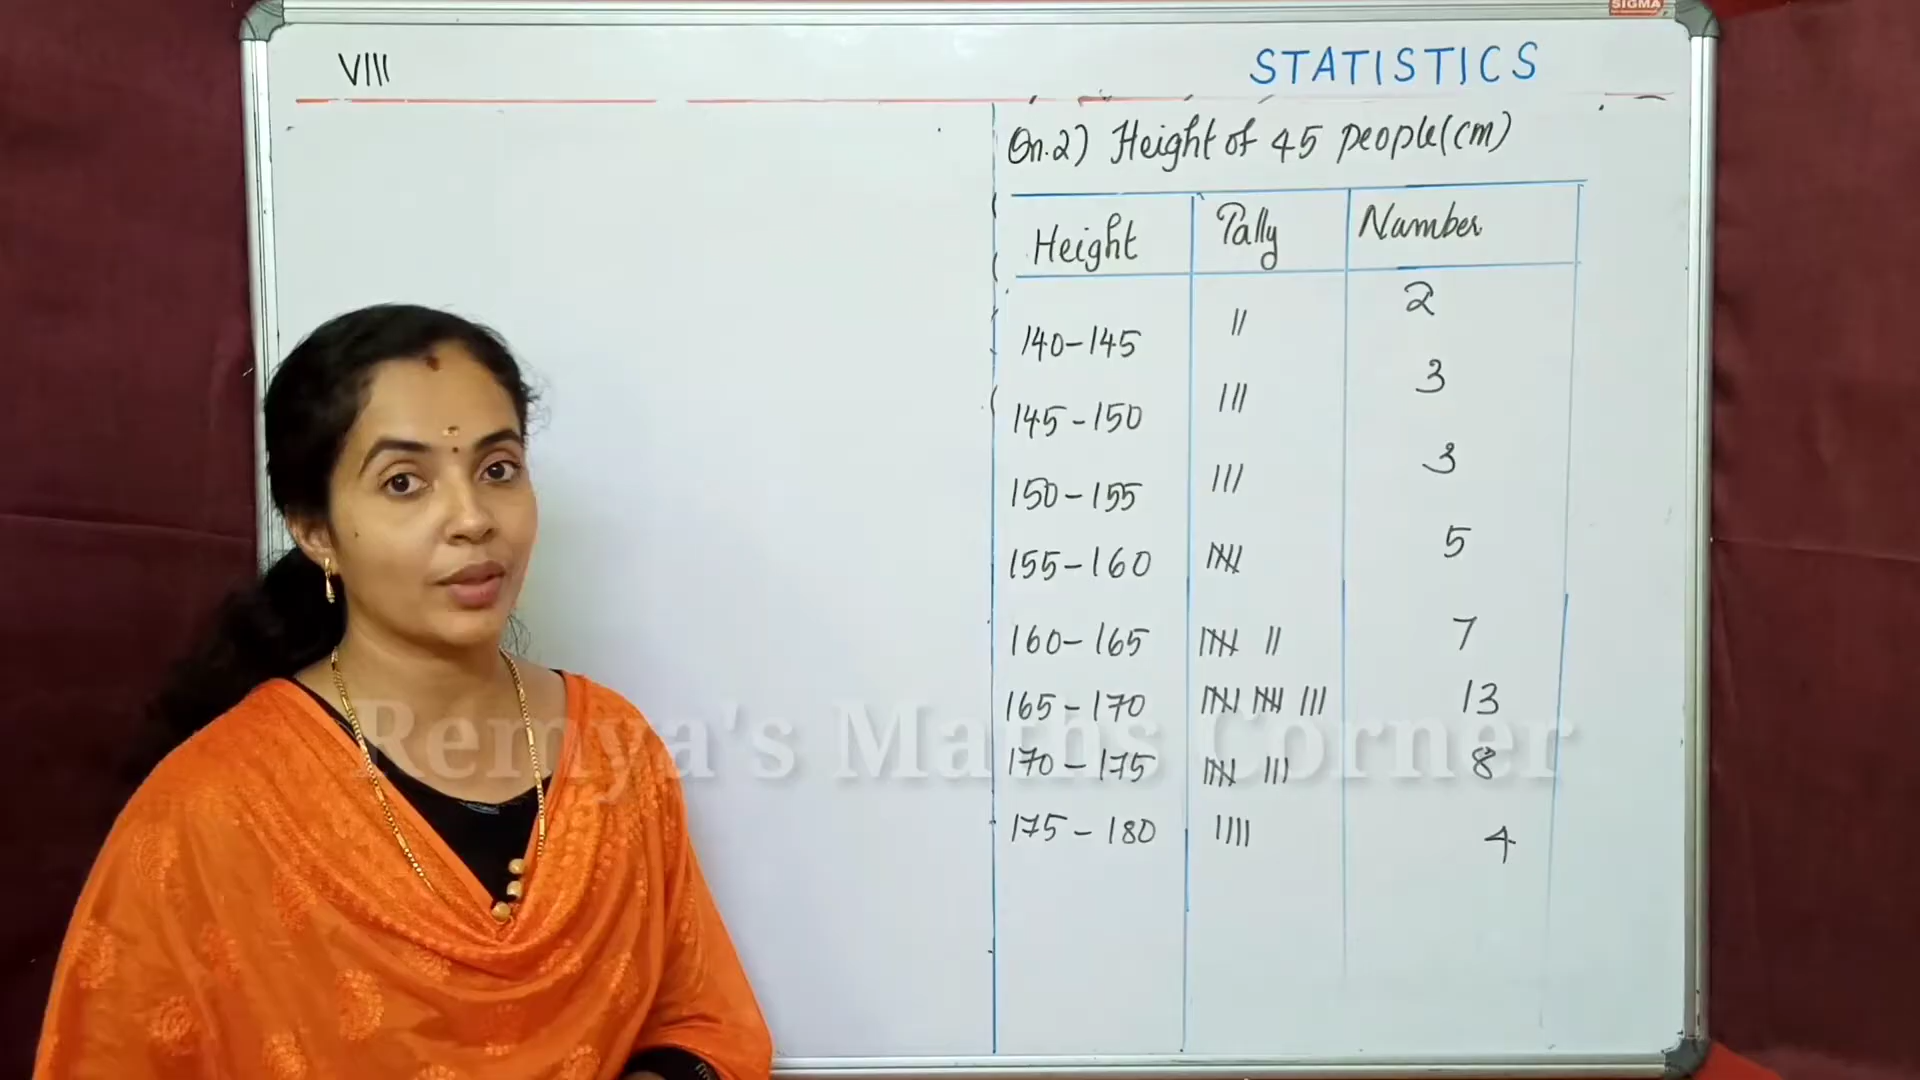 SIGMA
VIII
STATISTICS
Qn.2) Height of 45 people(cm)
Height Tally Number
140-145 || 2
145-150 ||| 3
150-155 ||| 3
155-160 𝍸 5
160-165 𝍸 || 7
165-170 𝍸 𝍸 ||| 13
170-175 𝍸 ||| 8
175-180 |||| 4
Remya's Maths Corner